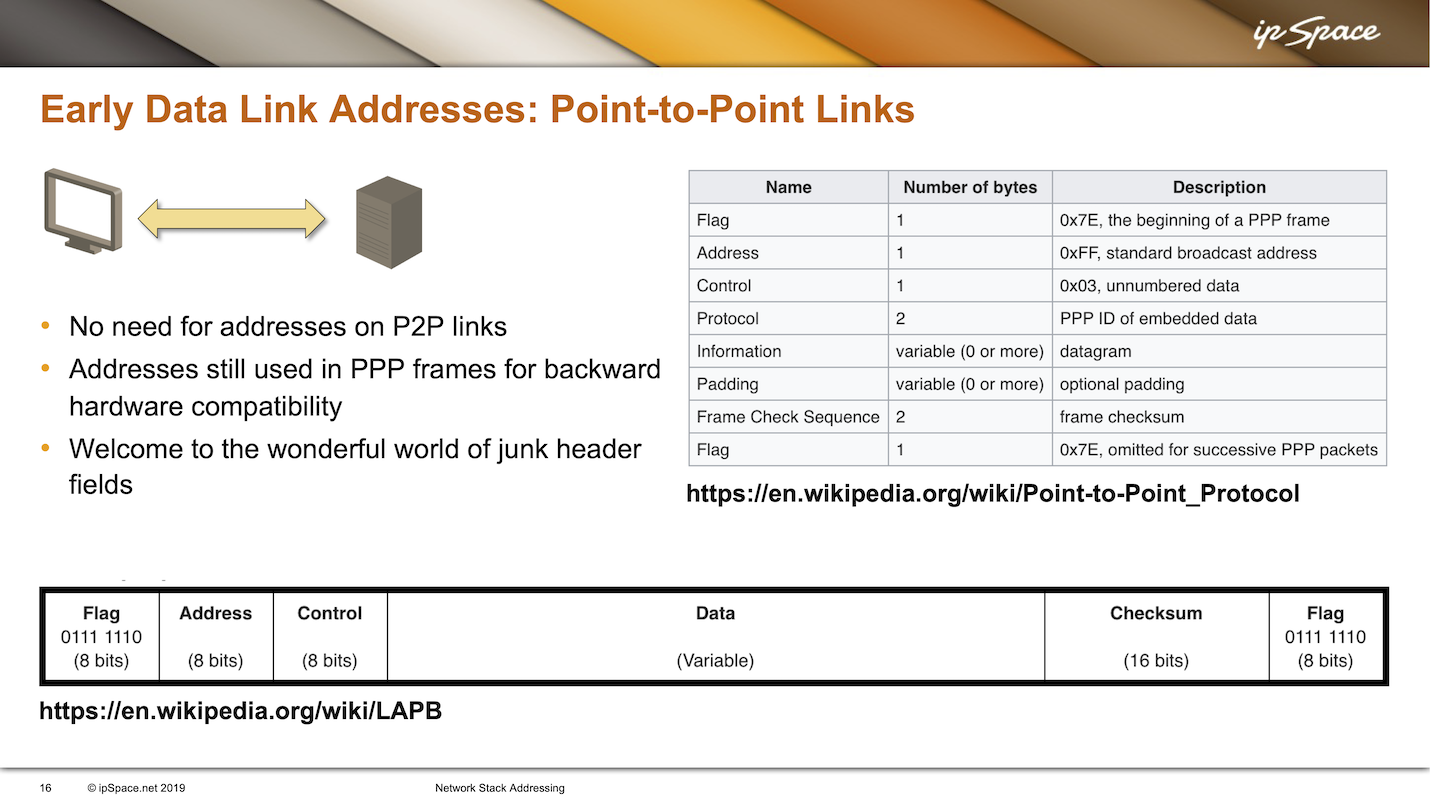 ipSpace
Early Data Link Addresses: Point-to-Point Links
• No need for addresses on P2P links
• Addresses still used in PPP frames for backward
hardware compatibility
• Welcome to the wonderful world of junk header
fields
Name Number of bytes Description
Flag 1 0x7E, the beginning of a PPP frame
Address 1 0xFF, standard broadcast address
Control 1 0x03, unnumbered data
Protocol 2 PPP ID of embedded data
Information variable (0 or more) datagram
Padding variable (0 or more) optional padding
Frame Check Sequence 2 frame checksum
Flag 1 0x7E, omitted for successive PPP packets
https://en.wikipedia.org/wiki/Point-to-Point_Protocol
Flag Address Control Data Checksum Flag
0111 1110 0111 1110
(8 bits) (8 bits) (8 bits) (Variable) (16 bits) (8 bits)
https://en.wikipedia.org/wiki/LAPB
16 © ipSpace.net 2019 Network Stack Addressing